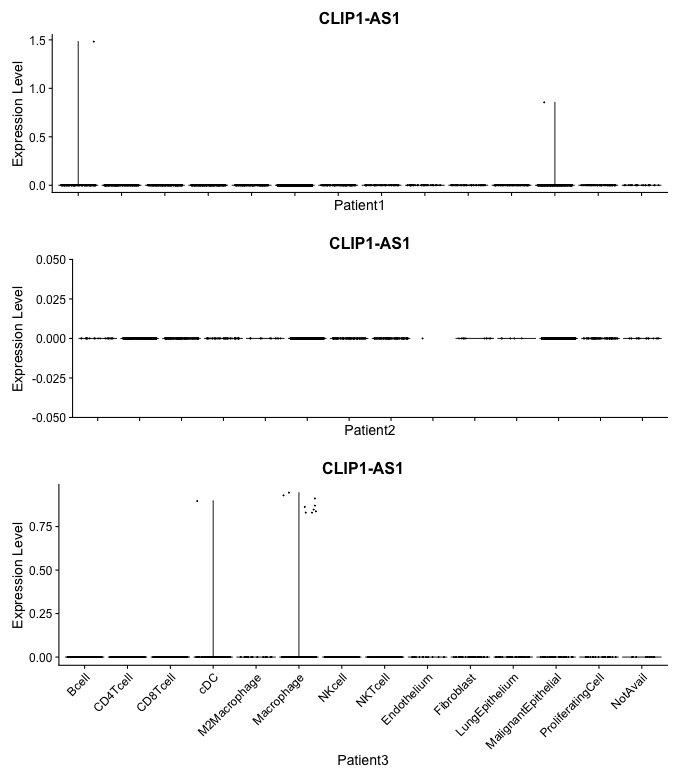 CLIP1-AS1
Expression Level
1.5
1.0
0.5
0.0
Patient1
CLIP1-AS1
Expression Level
0.050
0.025
0.000
-0.025
-0.050
Patient2
CLIP1-AS1
Expression Level
0.75
0.50
0.25
0.00
Bcell
CD4Tcell
CD8Tcell
cDC
M2Macrophage
Macrophage
NKcell
NKTcell
Endothelium
Fibroblast
LungEpithelium
MalignantEpithelial
ProliferatingCell
NotAvail
Patient3